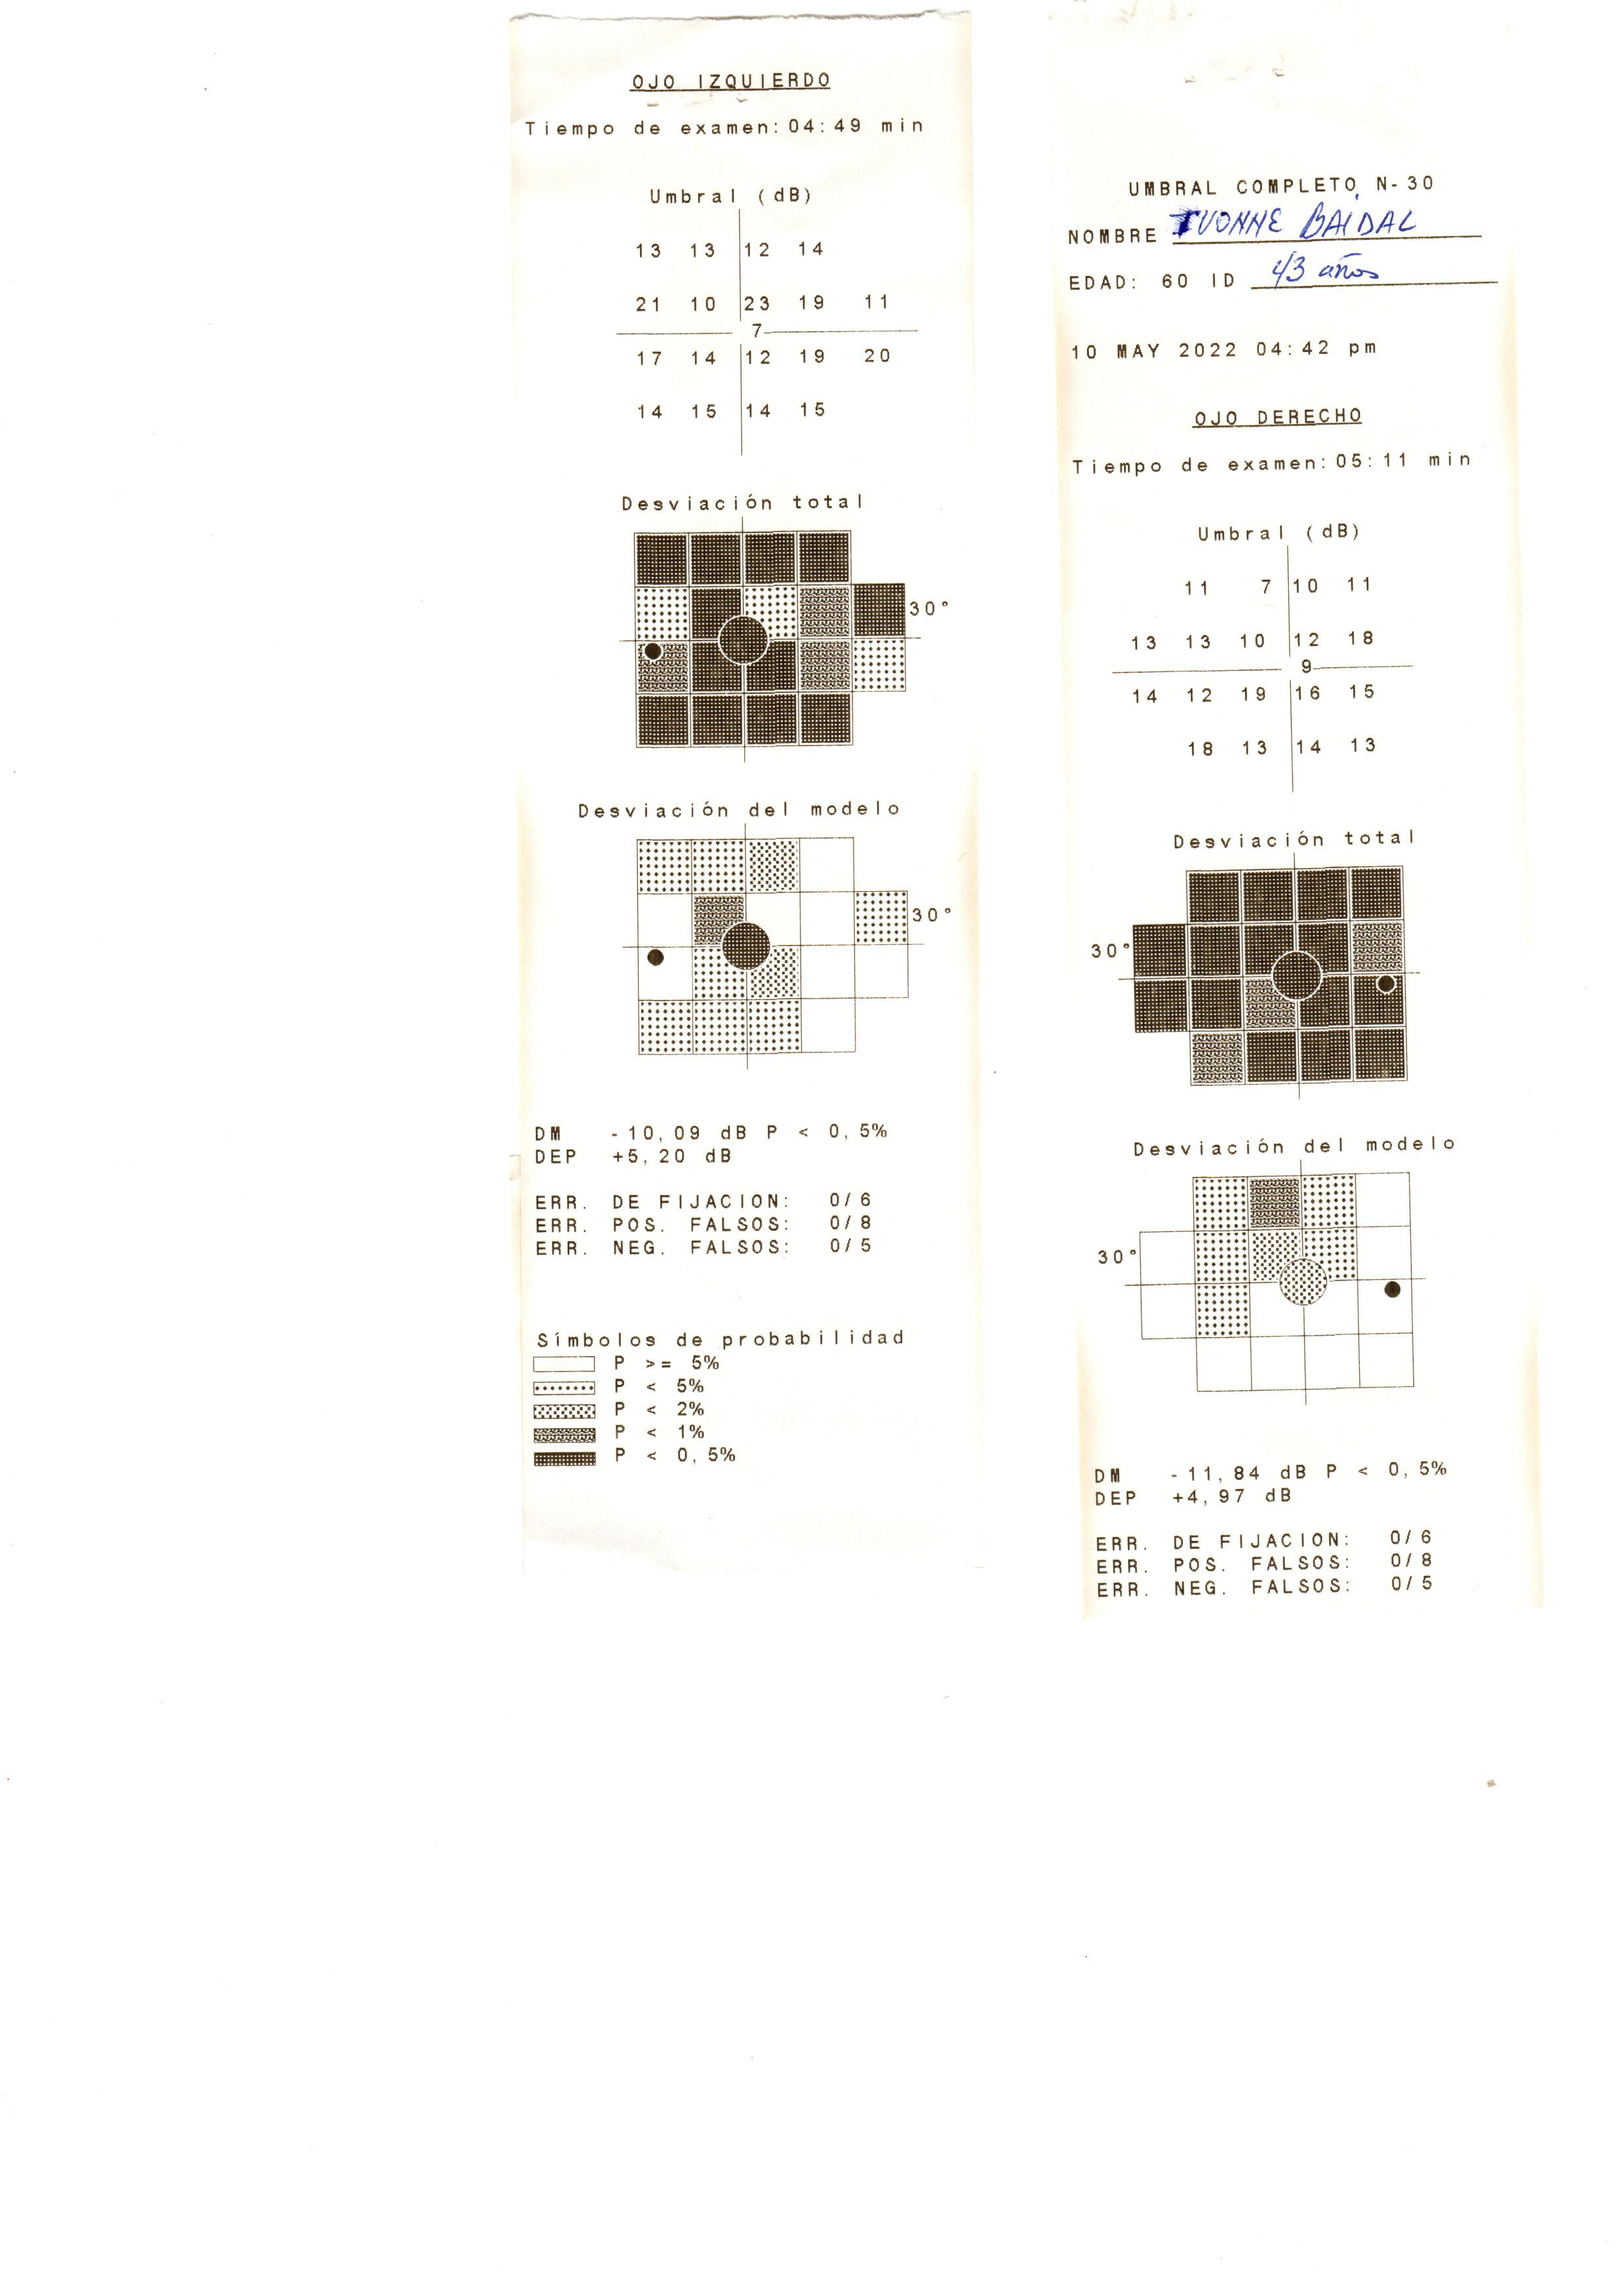 OJO IZQUIERDO
Tiempo de examen: 04:49 min
Umbral (dB)
13 13 12 14
21 10 23 19 11
7
17 14 12 19 20
14 15 14 15
Desviación total
30°
Desviación del modelo
30°
DM -10,09 dB P < 0,5%
DEP +5,20 dB
ERR. DE FIJACION: 0/6
ERR. POS. FALSOS: 0/8
ERR. NEG. FALSOS: 0/5
Símbolos de probabilidad
P >= 5%
P < 5%
P < 2%
P < 1%
P < 0,5%
UMBRAL COMPLETO N-30
NOMBRE IVONNE BAIDAL
EDAD: 60 ID 43 años
10 MAY 2022 04:42 pm
OJO DERECHO
Tiempo de examen: 05:11 min
Umbral (dB)
11 7 10 11
13 13 10 12 18
9
14 12 19 16 15
18 13 14 13
Desviación total
30°
Desviación del modelo
30°
DM -11,84 dB P < 0,5%
DEP +4,97 dB
ERR. DE FIJACION: 0/6
ERR. POS. FALSOS: 0/8
ERR. NEG. FALSOS: 0/5